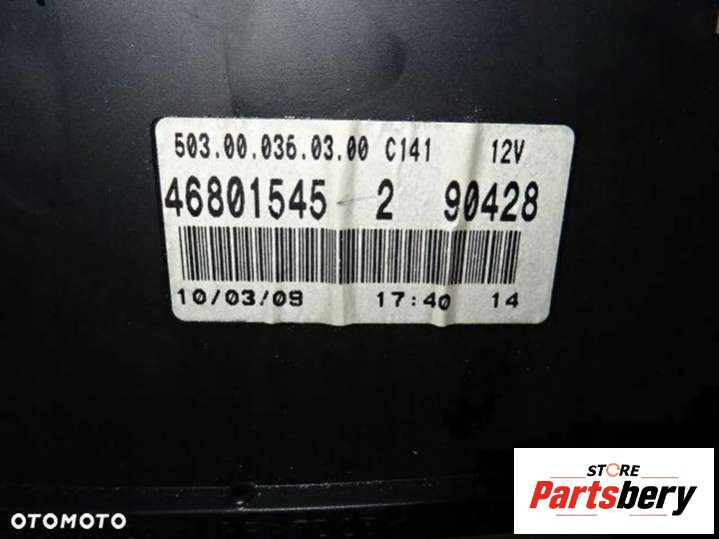 503.00.036.03.00 C141 12V
46801545 2 90428
10/03/09 17:40 14
STORE
Partsbery
OTOMOTO